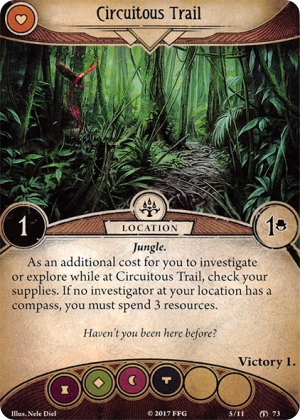 Circuitous Trail
1
LOCATION
1
Jungle.
As an additional cost for you to investigate
or explore while at Circuitous Trail, check your
supplies. If no investigator at your location has a
compass, you must spend 3 resources.
Haven't you been here before?
Victory 1.
Illus. Nele Diel © 2017 FFG 5/11 73